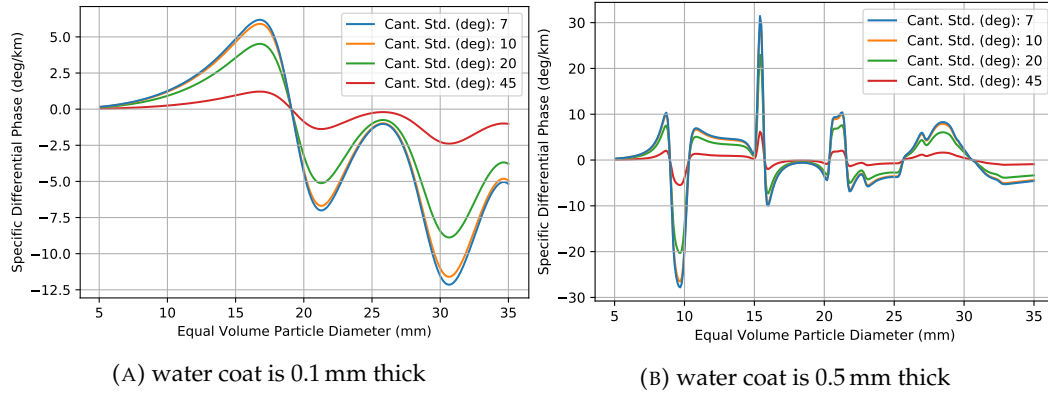 Specific Differential Phase (deg/km)
5.0
2.5
0.0
-2.5
-5.0
-7.5
-10.0
-12.5
5 10 15 20 25 30 35
Equal Volume Particle Diameter (mm)
Cant. Std. (deg): 7
Cant. Std. (deg): 10
Cant. Std. (deg): 20
Cant. Std. (deg): 45
(A) water coat is 0.1 mm thick
Specific Differential Phase (deg/km)
30
20
10
0
−10
−20
−30
5 10 15 20 25 30 35
Equal Volume Particle Diameter (mm)
Cant. Std. (deg): 7
Cant. Std. (deg): 10
Cant. Std. (deg): 20
Cant. Std. (deg): 45
(B) water coat is 0.5 mm thick